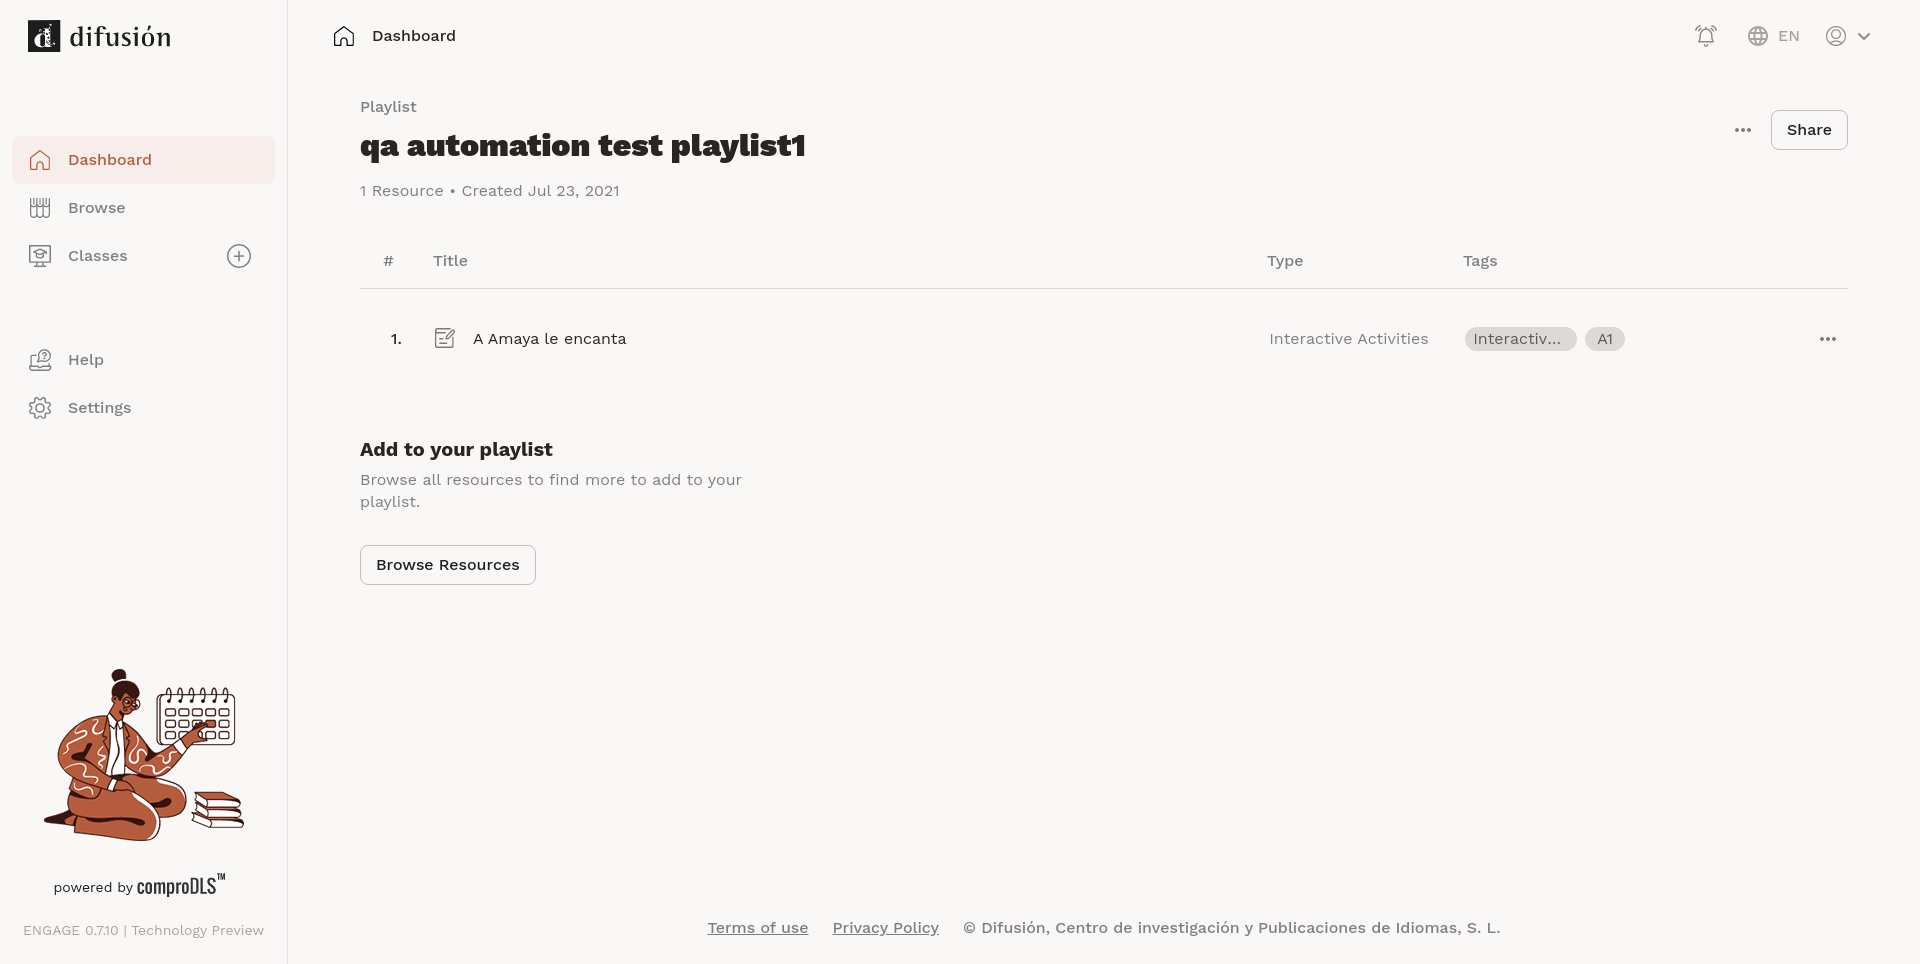 difusión
Dashboard
EN
Dashboard
Browse
Classes
Help
Settings
powered by comproDLS™
ENGAGE 0.7.10 | Technology Preview
Playlist
qa automation test playlist1
1 Resource • Created Jul 23, 2021
Share
# Title Type Tags
1. A Amaya le encanta Interactive Activities Interactiv... A1
Add to your playlist
Browse all resources to find more to add to your
playlist.
Browse Resources
Terms of use Privacy Policy © Difusión, Centro de investigación y Publicaciones de Idiomas, S. L.